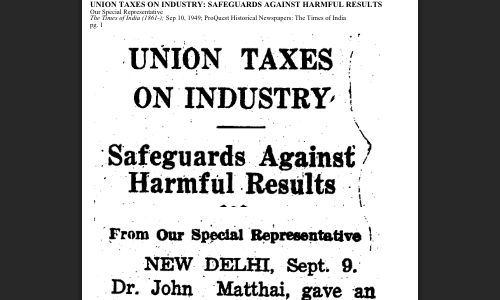 UNION TAXES ON INDUSTRY: SAFEGUARDS AGAINST HARMFUL RESULTS
Our Special Representative
The Times of India (1861-); Sep 10, 1949; ProQuest Historical Newspapers: The Times of India
pg. 1
UNION TAXES
ON INDUSTRY
Safeguards Against
Harmful Results
From Our Special Representative
NEW DELHI, Sept. 9.
Dr. John Matthai, gave an